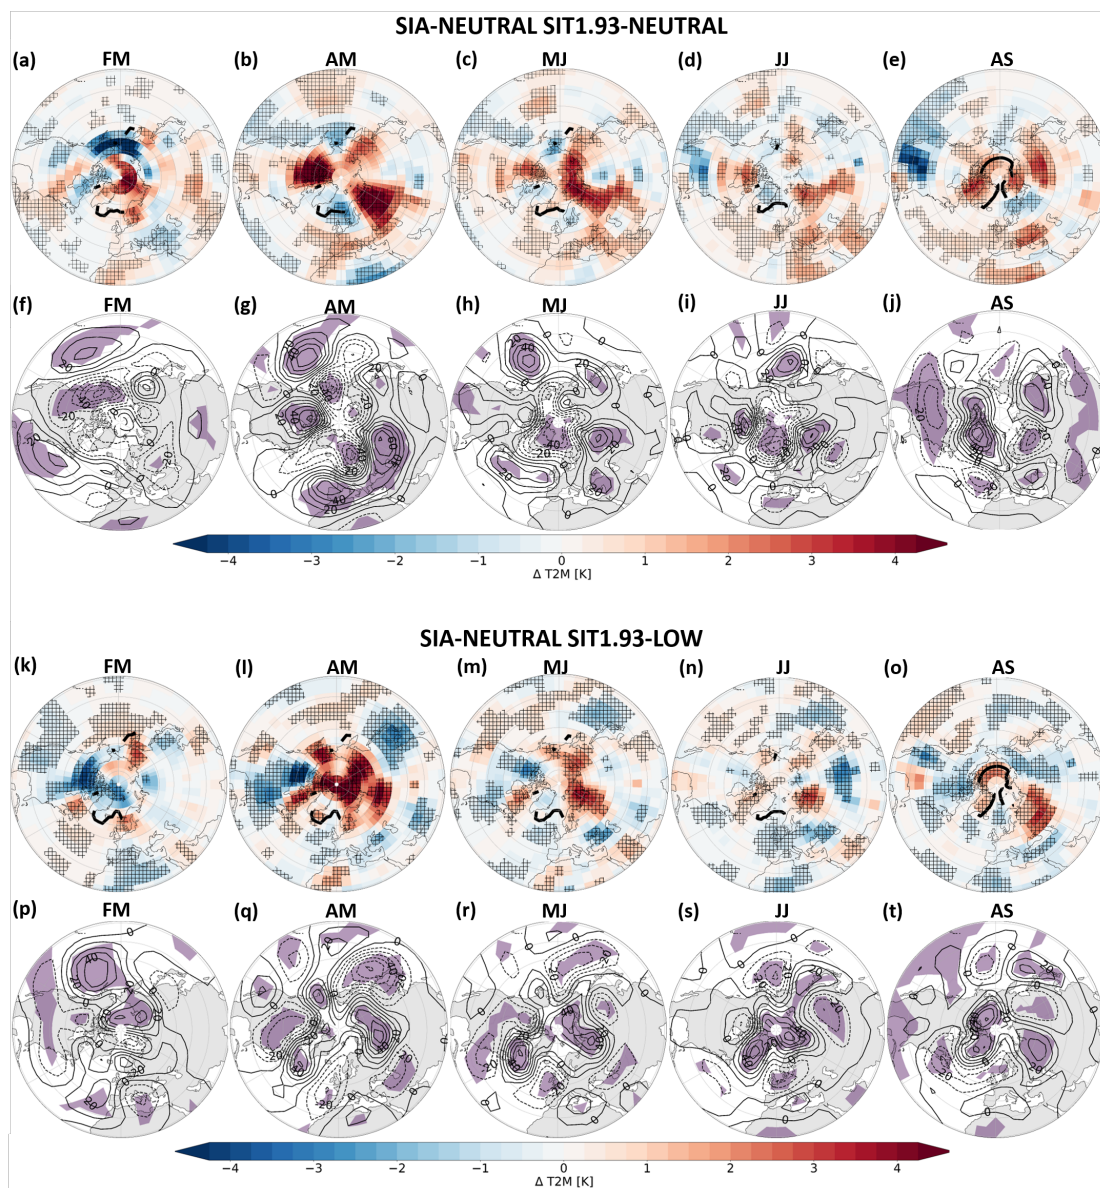 SIA-NEUTRAL SIT1.93-NEUTRAL
(a) FM (b) AM (c) MJ (d) JJ (e) AS
(f) FM (g) AM (h) MJ (i) JJ (j) AS
−4 −3 −2 −1 0 1 2 3 4
Δ T2M [K]
SIA-NEUTRAL SIT1.93-LOW
(k) FM (l) AM (m) MJ (n) JJ (o) AS
(p) FM (q) AM (r) MJ (s) JJ (t) AS
−4 −3 −2 −1 0 1 2 3 4
Δ T2M [K]